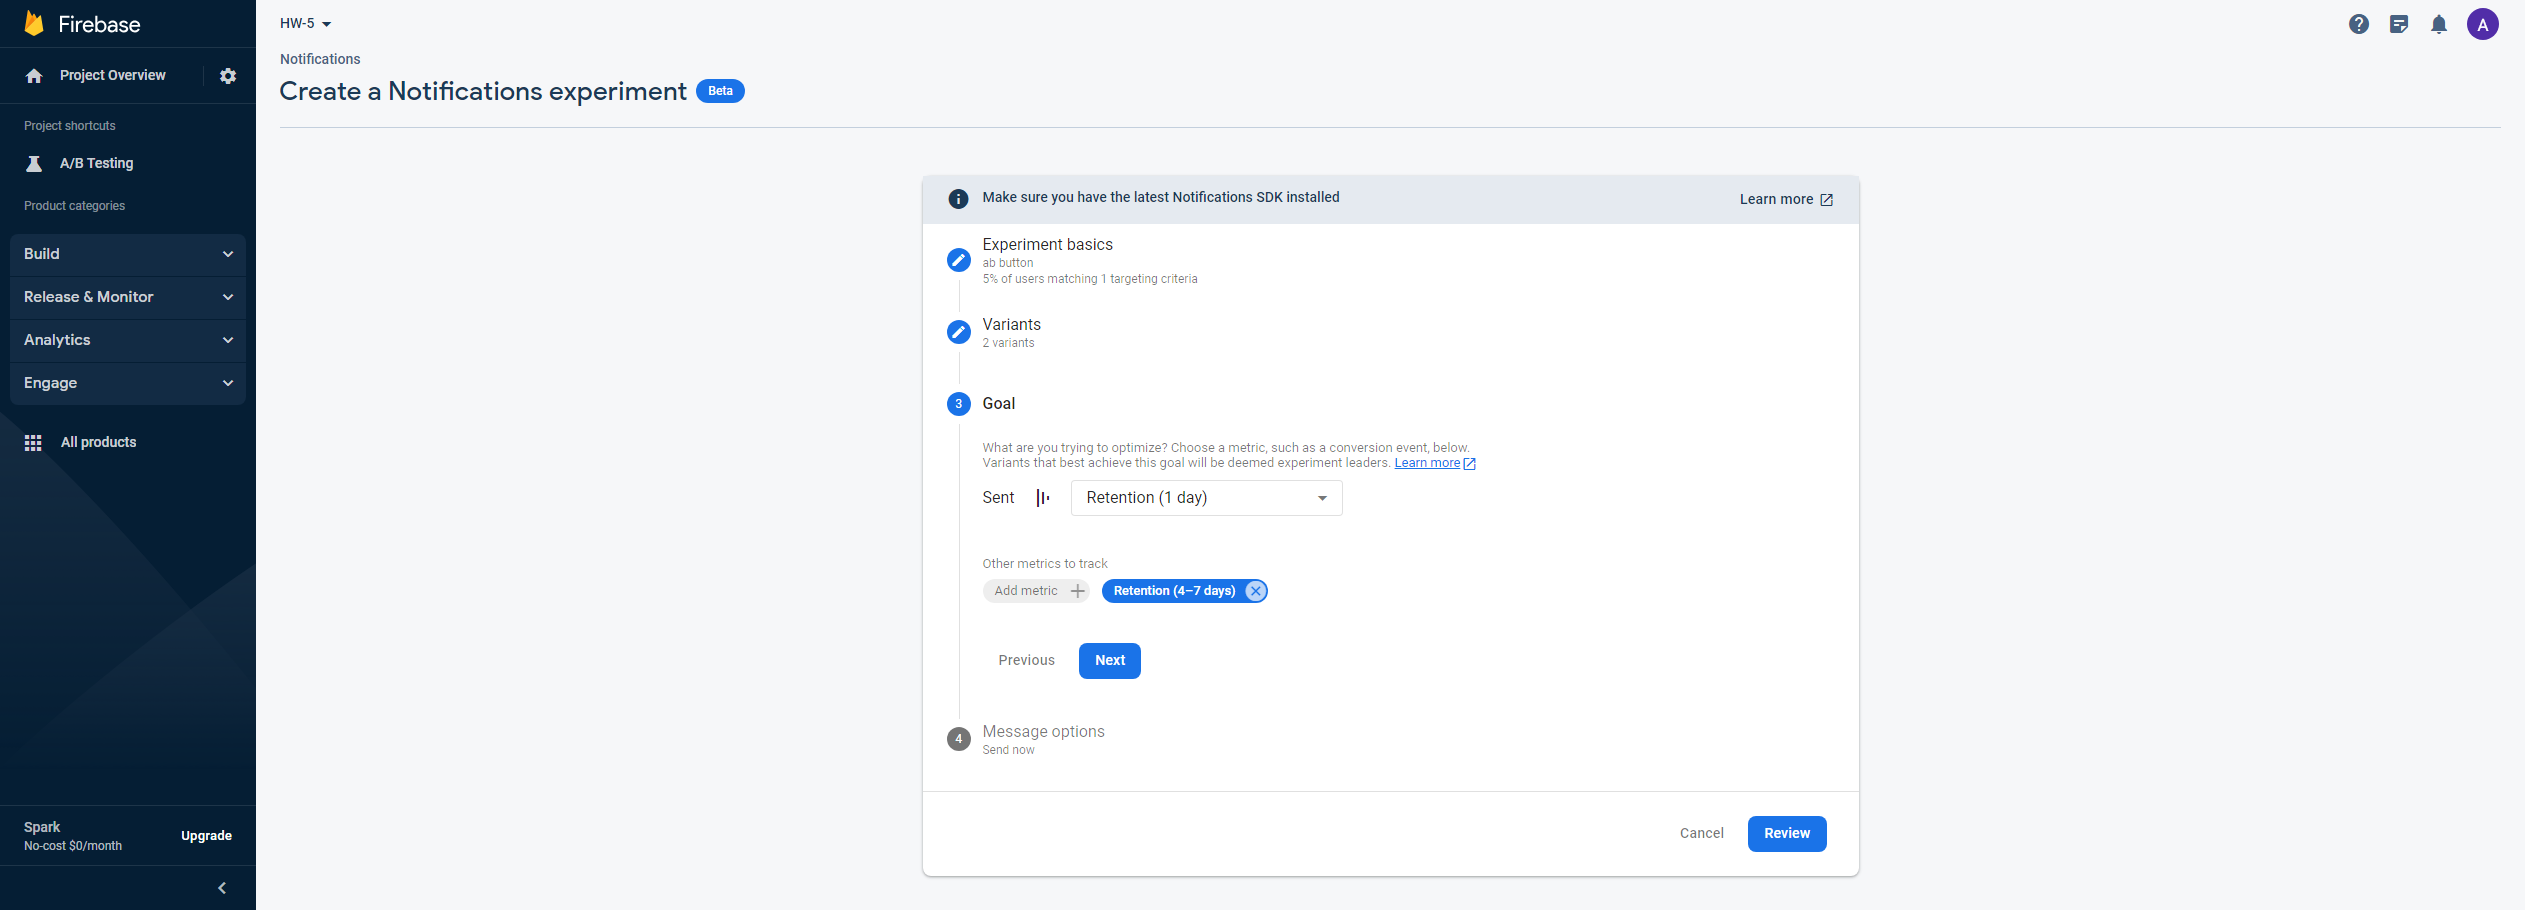 Firebase
Project Overview
Project shortcuts
A/B Testing
Product categories
Build
Release & Monitor
Analytics
Engage
All products
Spark
No-cost $0/month
Upgrade
HW-5
A
Notifications
Create a Notifications experiment
Beta
Make sure you have the latest Notifications SDK installed
Learn more
Experiment basics
ab button
5% of users matching 1 targeting criteria
Variants
2 variants
3
Goal
What are you trying to optimize? Choose a metric, such as a conversion event, below.
Variants that best achieve this goal will be deemed experiment leaders. Learn more
Sent
Retention (1 day)
Other metrics to track
Add metric
Retention (4–7 days)
Previous
Next
4
Message options
Send now
Cancel
Review